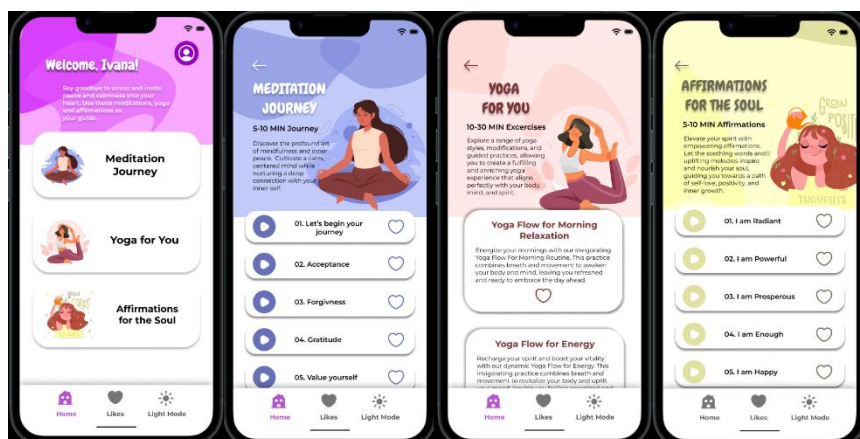 Welcome, Ivana!
Say goodbye to stress and invite
peace and calmness into your
heart. Use these meditations, yoga
and affirmations as
your guide.
Meditation
Journey
Yoga for You
Affirmations
for the Soul
Home
Likes
Light Mode
MEDITATION
JOURNEY
5-10 MIN Journey
Discover the profound art
of mindfulness and inner
peace. Cultivate a calm,
centered mind while
nurturing a deep
connection with your
inner self.
01. Let's begin your
journey
02. Acceptance
03. Forgivness
04. Gratitude
05. Value yourself
Home
Likes
Light Mode
YOGA
FOR YOU
10-30 MIN Excercises
Explore a range of yoga
styles, modifications, and
guided practices, allowing
you to create a fulfilling
and enriching yoga
experience that aligns
perfectly with your body,
mind, and spirit.
Yoga Flow for Morning
Relaxation
Energize your mornings with our invigorating
Yoga Flow For Morning Routine. This practice
combines breath and movement to awaken
your body and mind, leaving you refreshed
and ready to embrace the day ahead.
Yoga Flow for Energy
Recharge your spirit and boost your vitality
with our dynamic Yoga Flow for Energy. This
invigorating practice combines breath and
movement to revitalize your body and uplift
Home
Likes
Light Mode
AFFIRMATIONS
FOR THE SOUL
5-10 MIN Affirmations
Elevate your spirit with
empowering affirmations.
Let the soothing words and
uplifting melodies inspire
and nourish your soul,
guiding you towards a path
of self-love, positivity, and
inner growth.
GROW
POSIT
THOUGHTS
01. I am Radiant
02. I am Powerful
03. I am Prosperous
04. I am Enough
05. I am Happy
Home
Likes
Light Mode